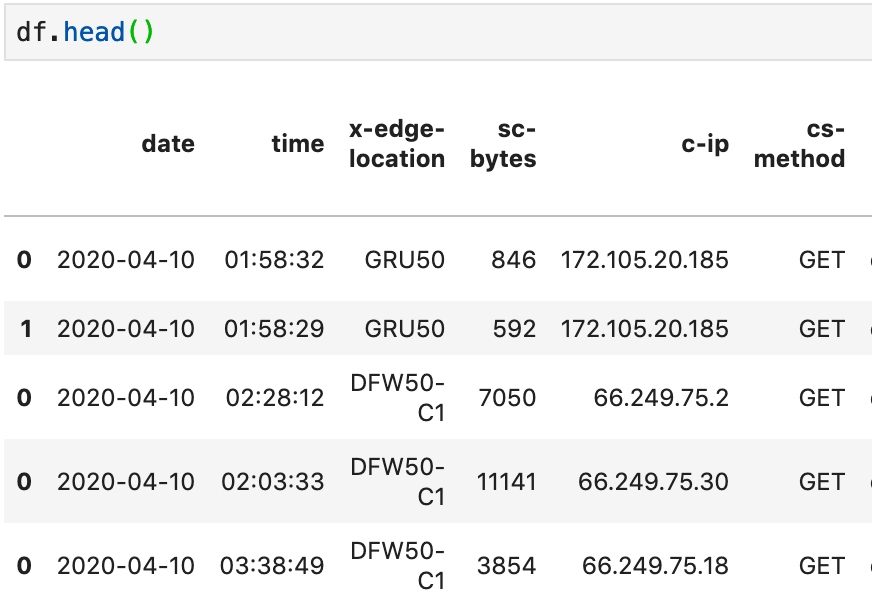 df.head()
date time x-edge-location sc-bytes c-ip cs-method
0 2020-04-10 01:58:32 GRU50 846 172.105.20.185 GET
1 2020-04-10 01:58:29 GRU50 592 172.105.20.185 GET
0 2020-04-10 02:28:12 DFW50-C1 7050 66.249.75.2 GET
0 2020-04-10 02:03:33 DFW50-C1 11141 66.249.75.30 GET
0 2020-04-10 03:38:49 DFW50-C1 3854 66.249.75.18 GET